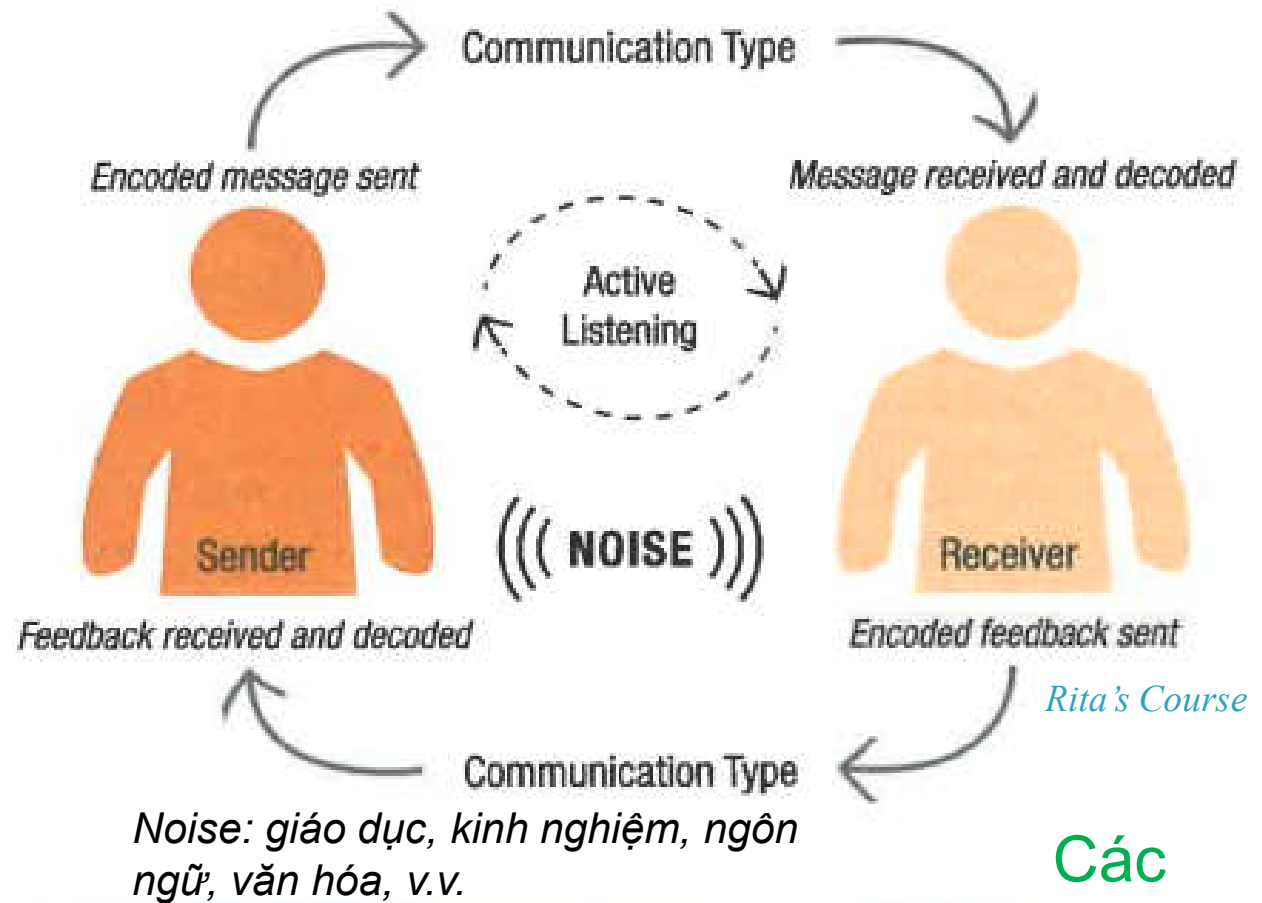 Communication Type
Encoded message sent
Message received and decoded
Active
Listening
Sender
((( NOISE )))
Receiver
Feedback received and decoded
Encoded feedback sent
Rita's Course
Communication Type
Noise: giáo dục, kinh nghiệm, ngôn
ngữ, văn hóa, v.v.
Các